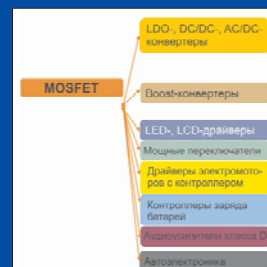 MOSFET
LDO-, DC/DC-, AC/DC-
конвертеры
Boost-конвертеры
LED-, LCD-драйверы
Мощные переключатели
Драйверы электромото-
ров с контроллером
Контроллеры заряда
батарей
Аудиоусилители класса D
Автоэлектроника